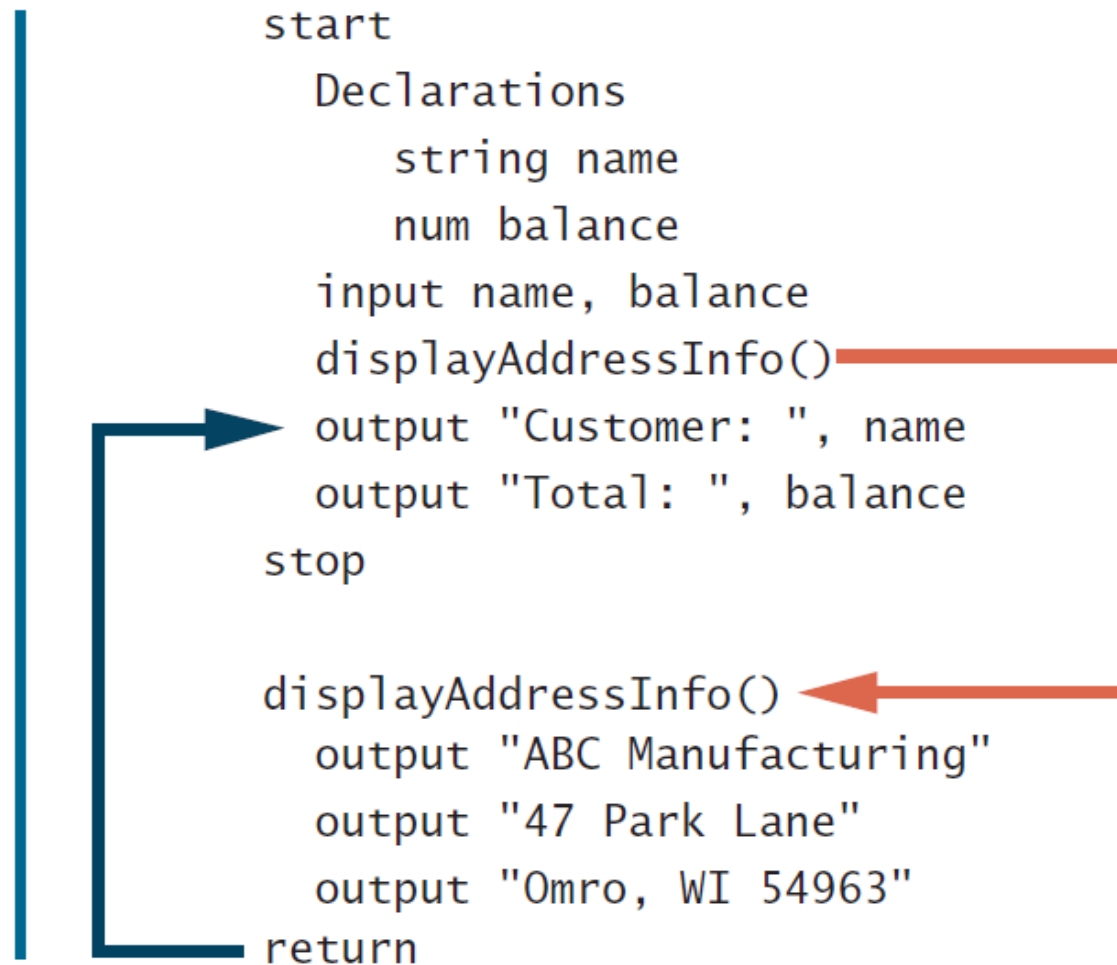 start
Declarations
string name
num balance
input name, balance
displayAddressInfo()
output "Customer: ", name
output "Total: ", balance
stop
displayAddressInfo()
output "ABC Manufacturing"
output "47 Park Lane"
output "Omro, WI 54963"
return